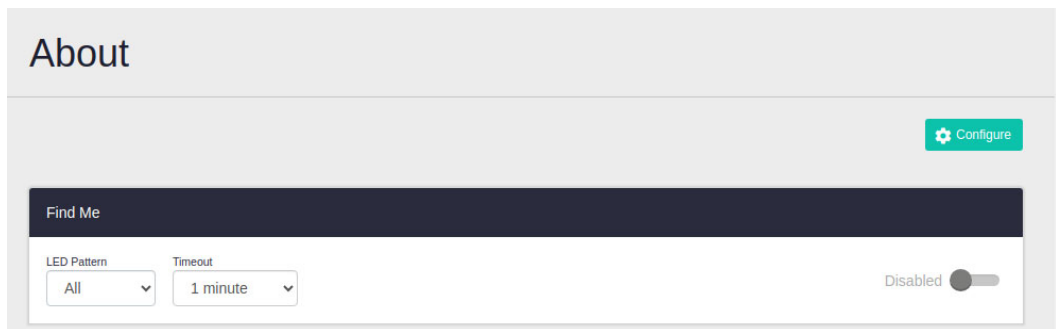 About
Configure
Find Me
LED Pattern
Timeout
All
1 minute
Disabled